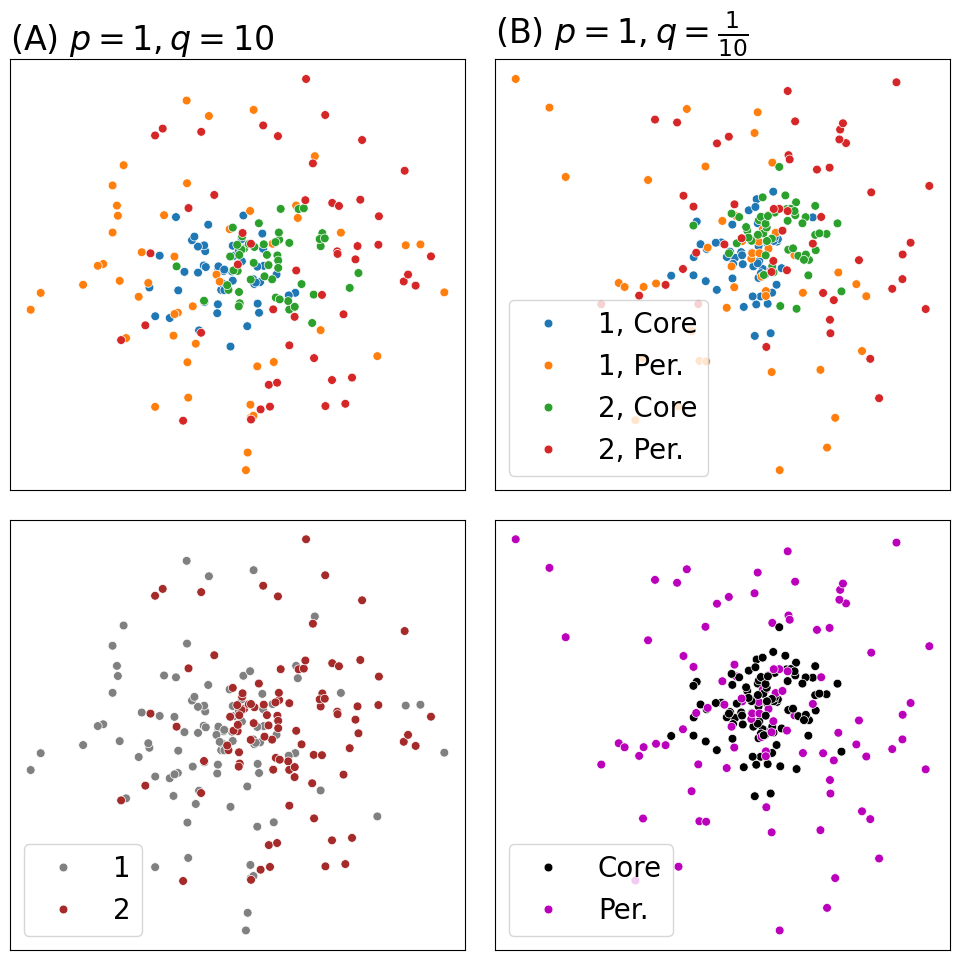 (A) p = 1, q = 10
(B) p = 1, q = 1/10
1, Core
1, Per.
2, Core
2, Per.
1
2
Core
Per.